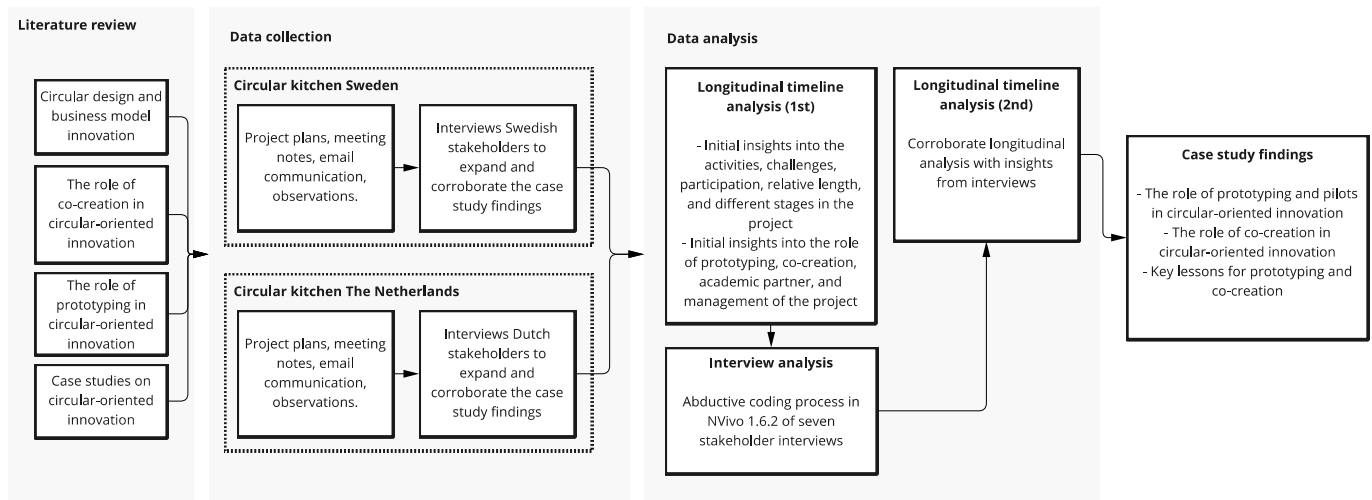 Literature review
Circular design and
business model
innovation
The role of
co-creation in
circular-oriented
innovation
The role of
prototyping in
circular-oriented
innovation
Case studies on
circular-oriented
innovation
Data collection
Circular kitchen Sweden
Project plans, meeting
notes, email
communication,
observations.
Interviews Swedish
stakeholders to
expand and
corroborate the case
study findings
Circular kitchen The Netherlands
Project plans, meeting
notes, email
communication,
observations.
Interviews Dutch
stakeholders to
expand and
corroborate the case
study findings
Data analysis
Longitudinal timeline
analysis (1st)
- Initial insights into the
activities, challenges,
participation, relative length,
and different stages in the
project
- Initial insights into the role
of prototyping, co-creation,
academic partner, and
management of the project
Interview analysis
Abductive coding process in
NVivo 1.6.2 of seven
stakeholder interviews
Longitudinal timeline
analysis (2nd)
Corroborate longitudinal
analysis with insights
from interviews
Case study findings
- The role of prototyping and pilots
in circular-oriented innovation
- The role of co-creation in
circular-oriented innovation
- Key lessons for prototyping and
co-creation